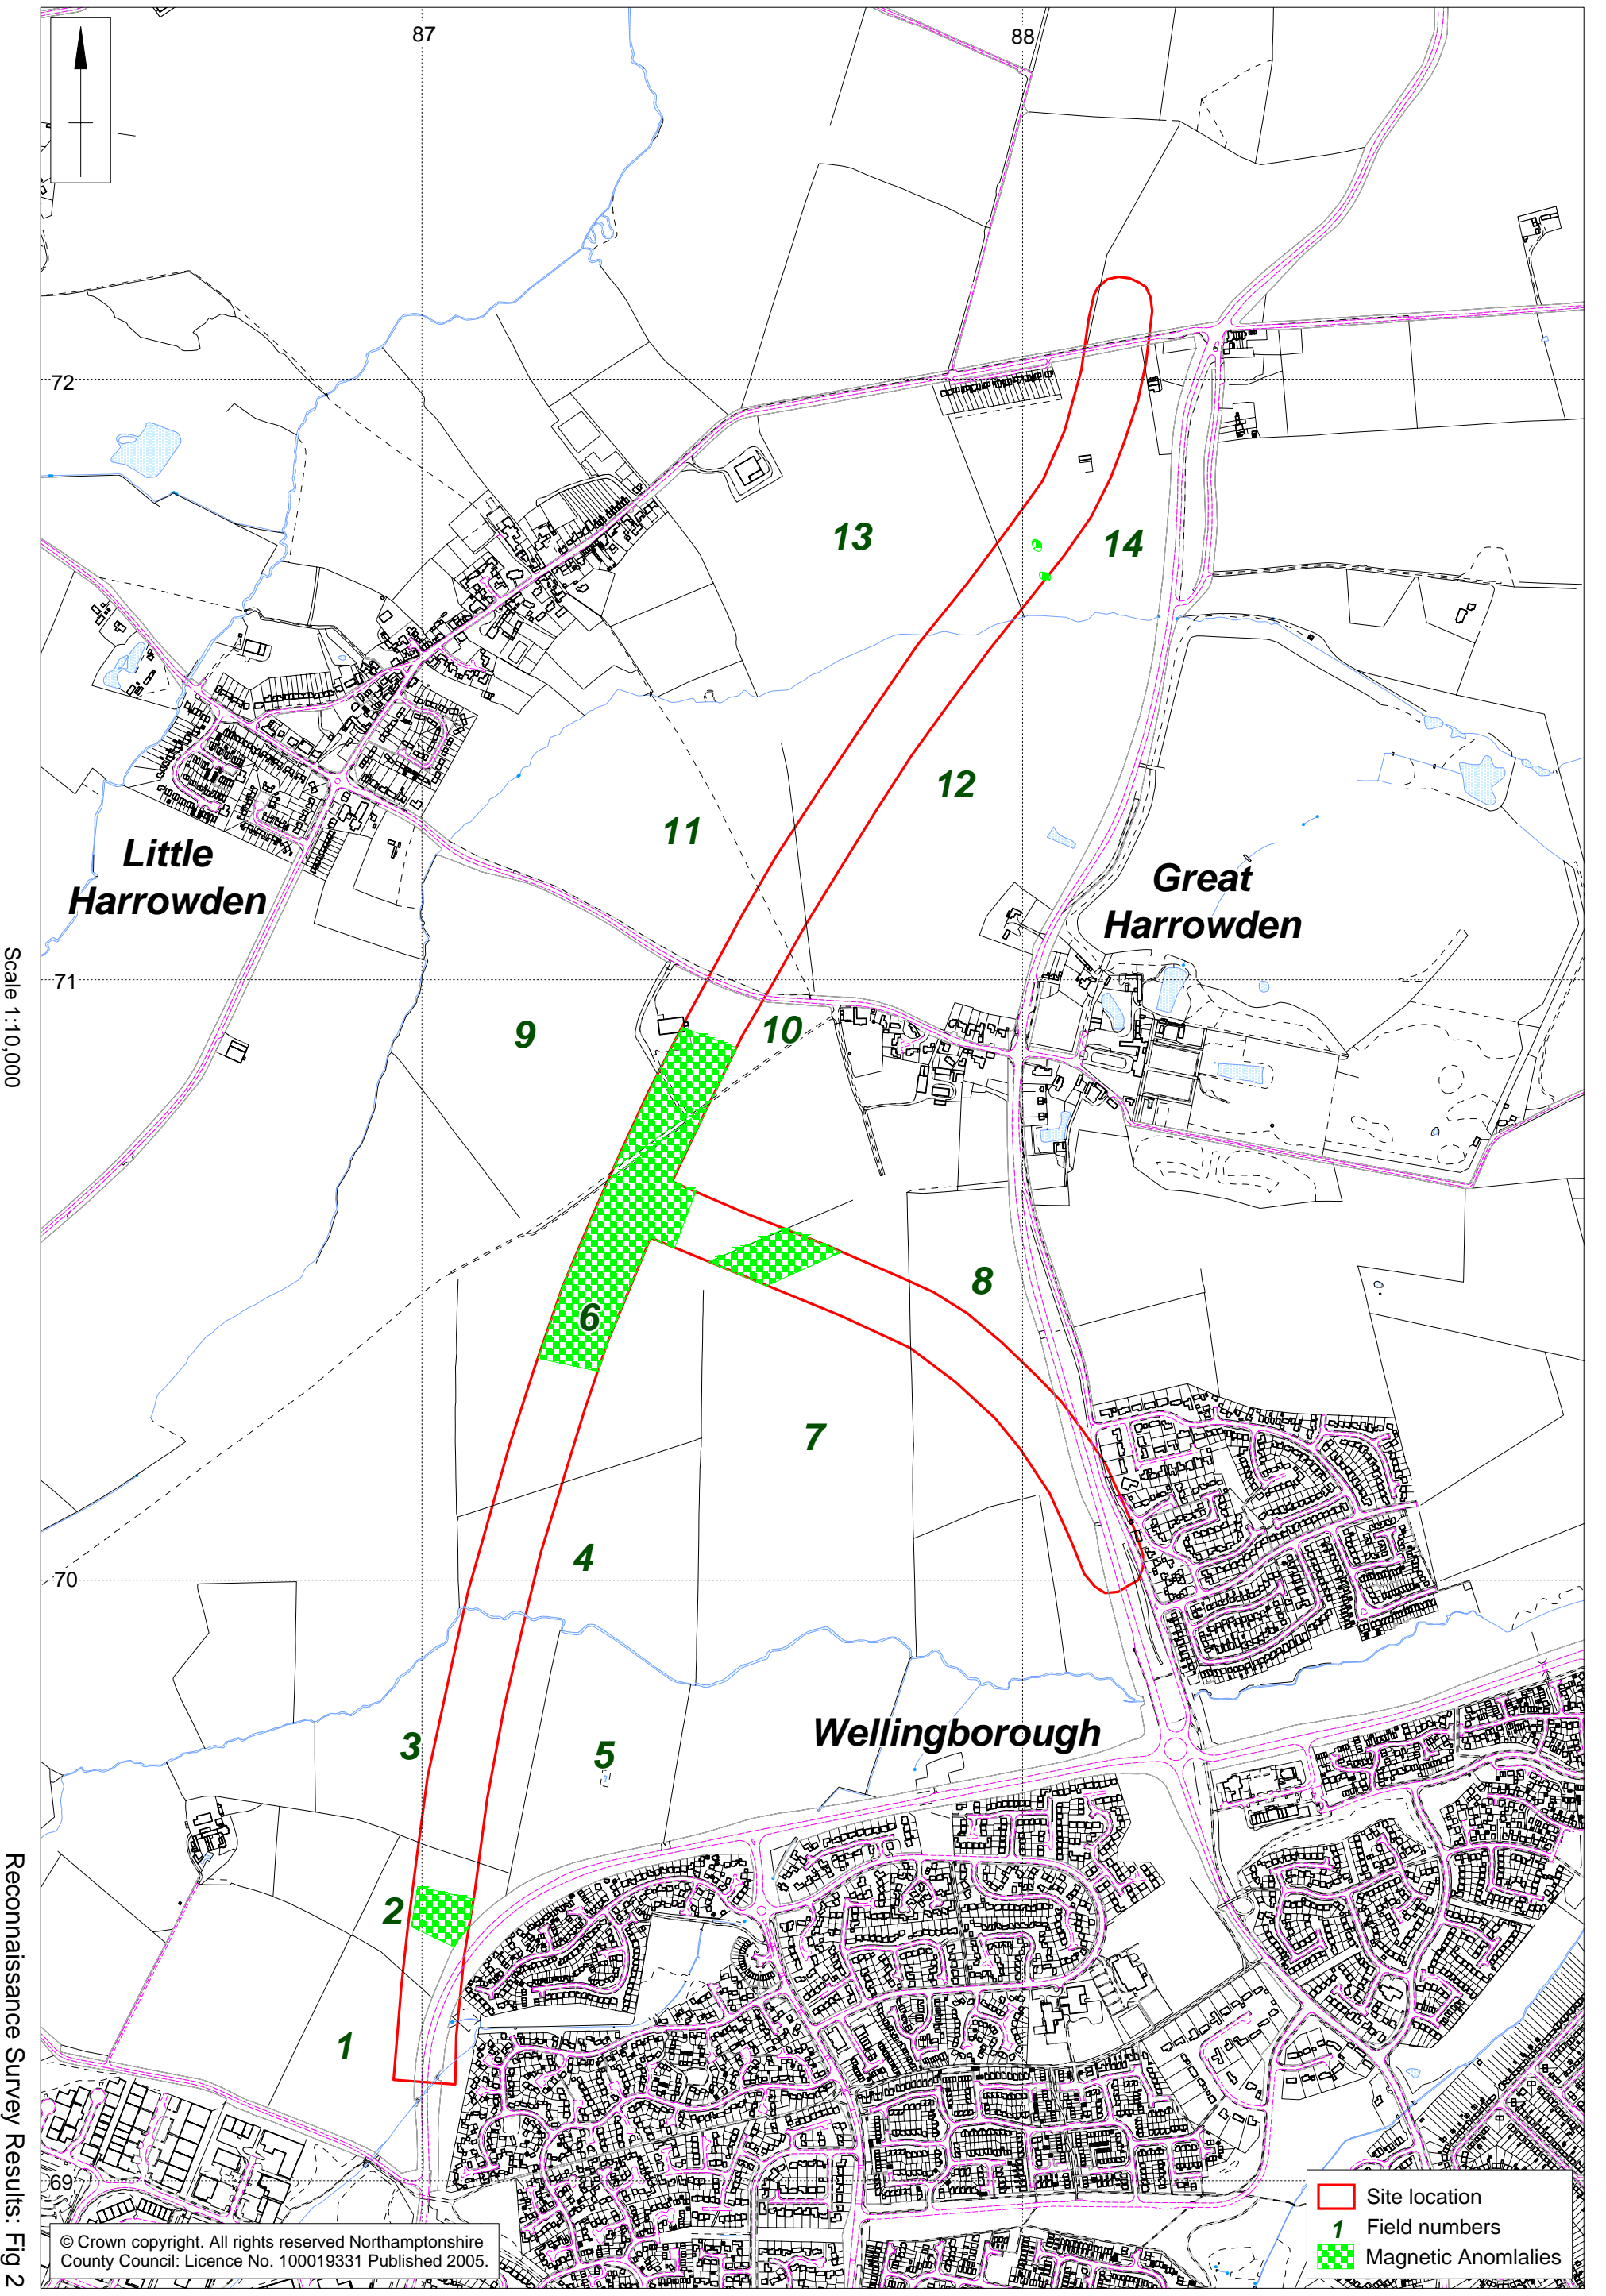 87
88
72
13
14
12
11
Little
Harrowden
Great
Harrowden
71
9
10
8
6
7
4
70
3
5
Wellingborough
2
1
69
Site location
1 Field numbers
Magnetic Anomlalies
© Crown copyright. All rights reserved Northamptonshire
County Council: Licence No. 100019331 Published 2005.
Scale 1:10,000
Reconnaissance Survey Results: Fig 2